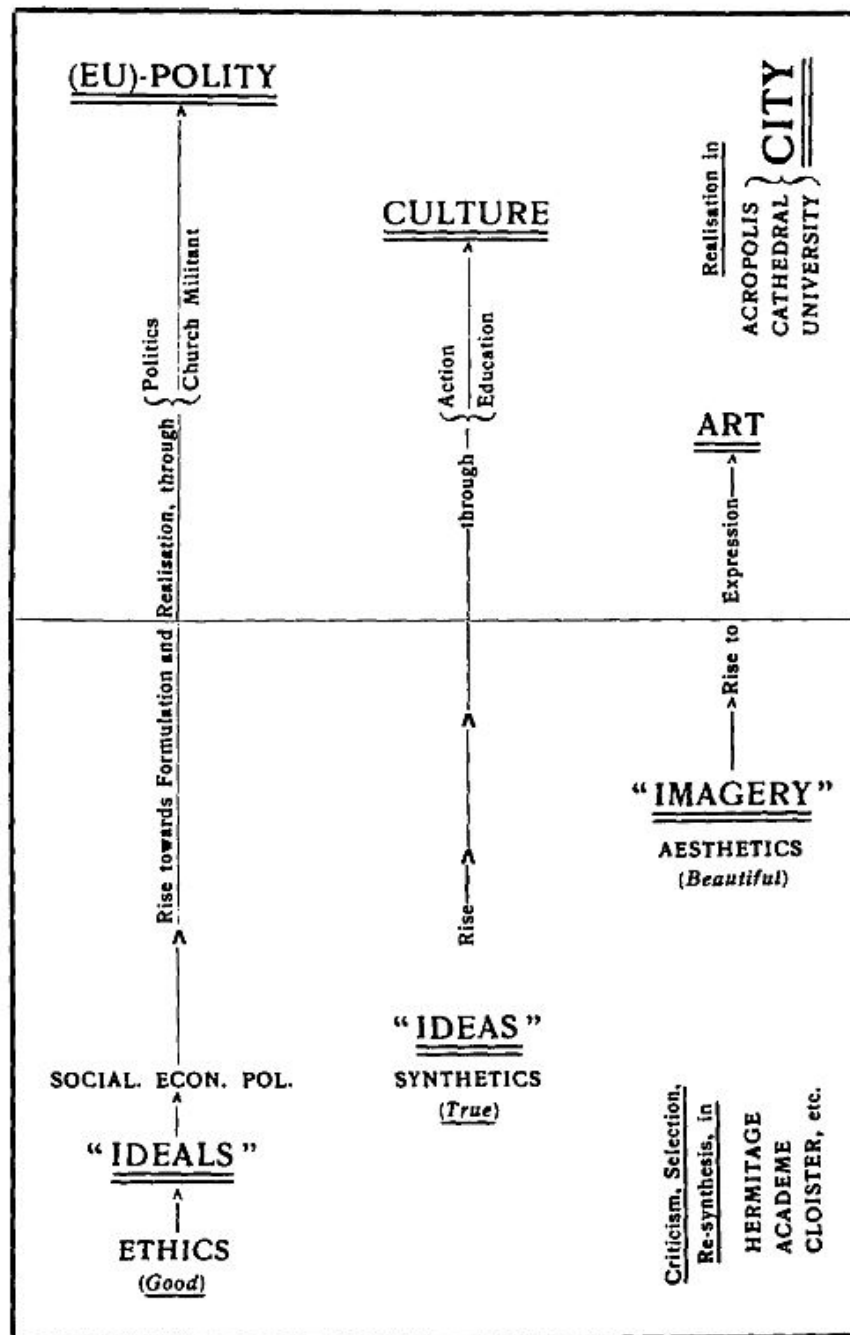 (EU)-POLITY
Politics
Church Militant
Rise towards Formulation and Realisation, through
SOCIAL. ECON. POL.
“IDEALS”
ETHICS
(Good)
CULTURE
Action
Education
through
Rise
“IDEAS”
SYNTHETICS
(True)
Realisation in
ACROPOLIS
CATHEDRAL
UNIVERSITY
CITY
ART
Rise to Expression
“IMAGERY”
AESTHETICS
(Beautiful)
Criticism, Selection,
Re-synthesis, in
HERMITAGE
ACADEME
CLOISTER, etc.